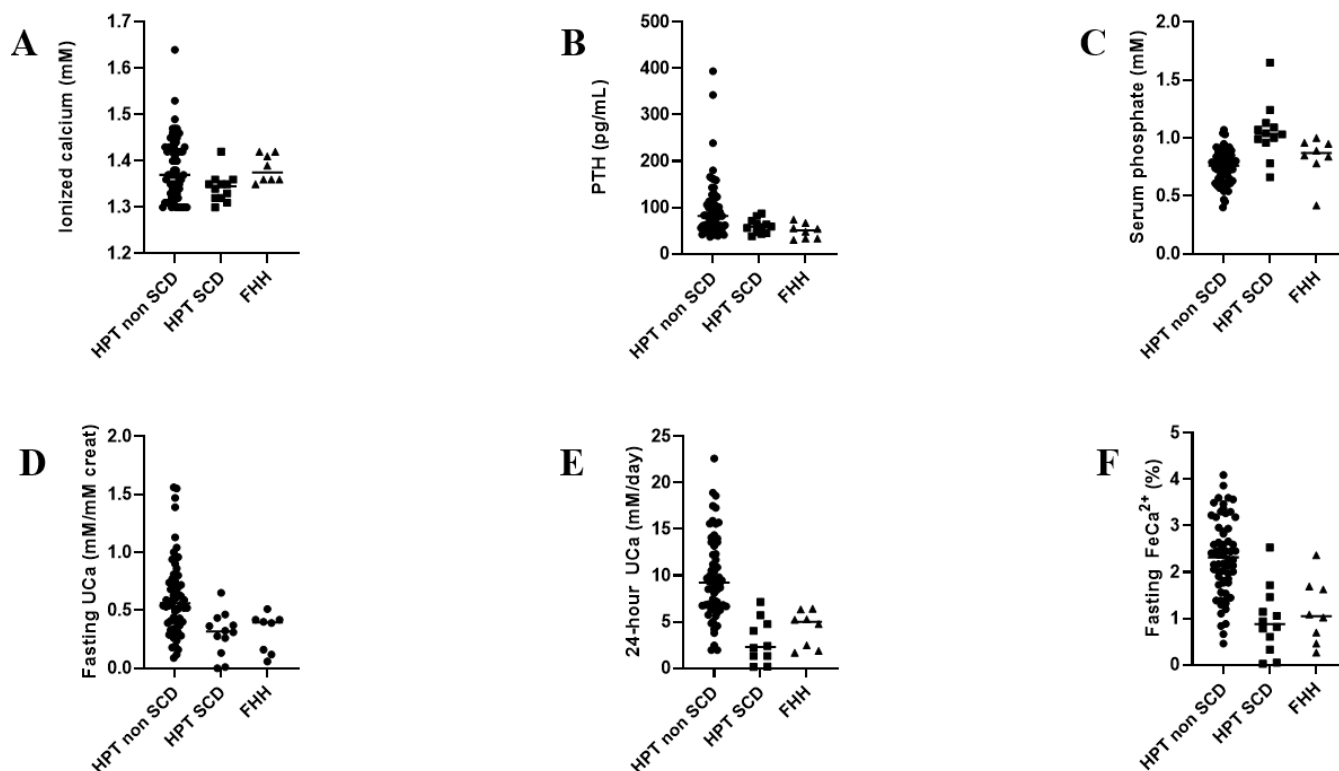 A
Ionized calcium (mM)
1.7
1.6
1.5
1.4
1.3
1.2
HPT non SCD
HPT SCD
FHH
B
PTH (pg/mL)
500
400
300
200
100
0
HPT non SCD
HPT SCD
FHH
C
Serum phosphate (mM)
2.0
1.5
1.0
0.5
0.0
HPT non SCD
HPT SCD
FHH
D
Fasting UCa (mM/mM creat)
2.0
1.5
1.0
0.5
0.0
HPT non SCD
HPT SCD
FHH
E
24-hour UCa (mM/day)
25
20
15
10
5
0
HPT non SCD
HPT SCD
FHH
F
Fasting FeCa²⁺ (%)
5
4
3
2
1
0
HPT non SCD
HPT SCD
FHH